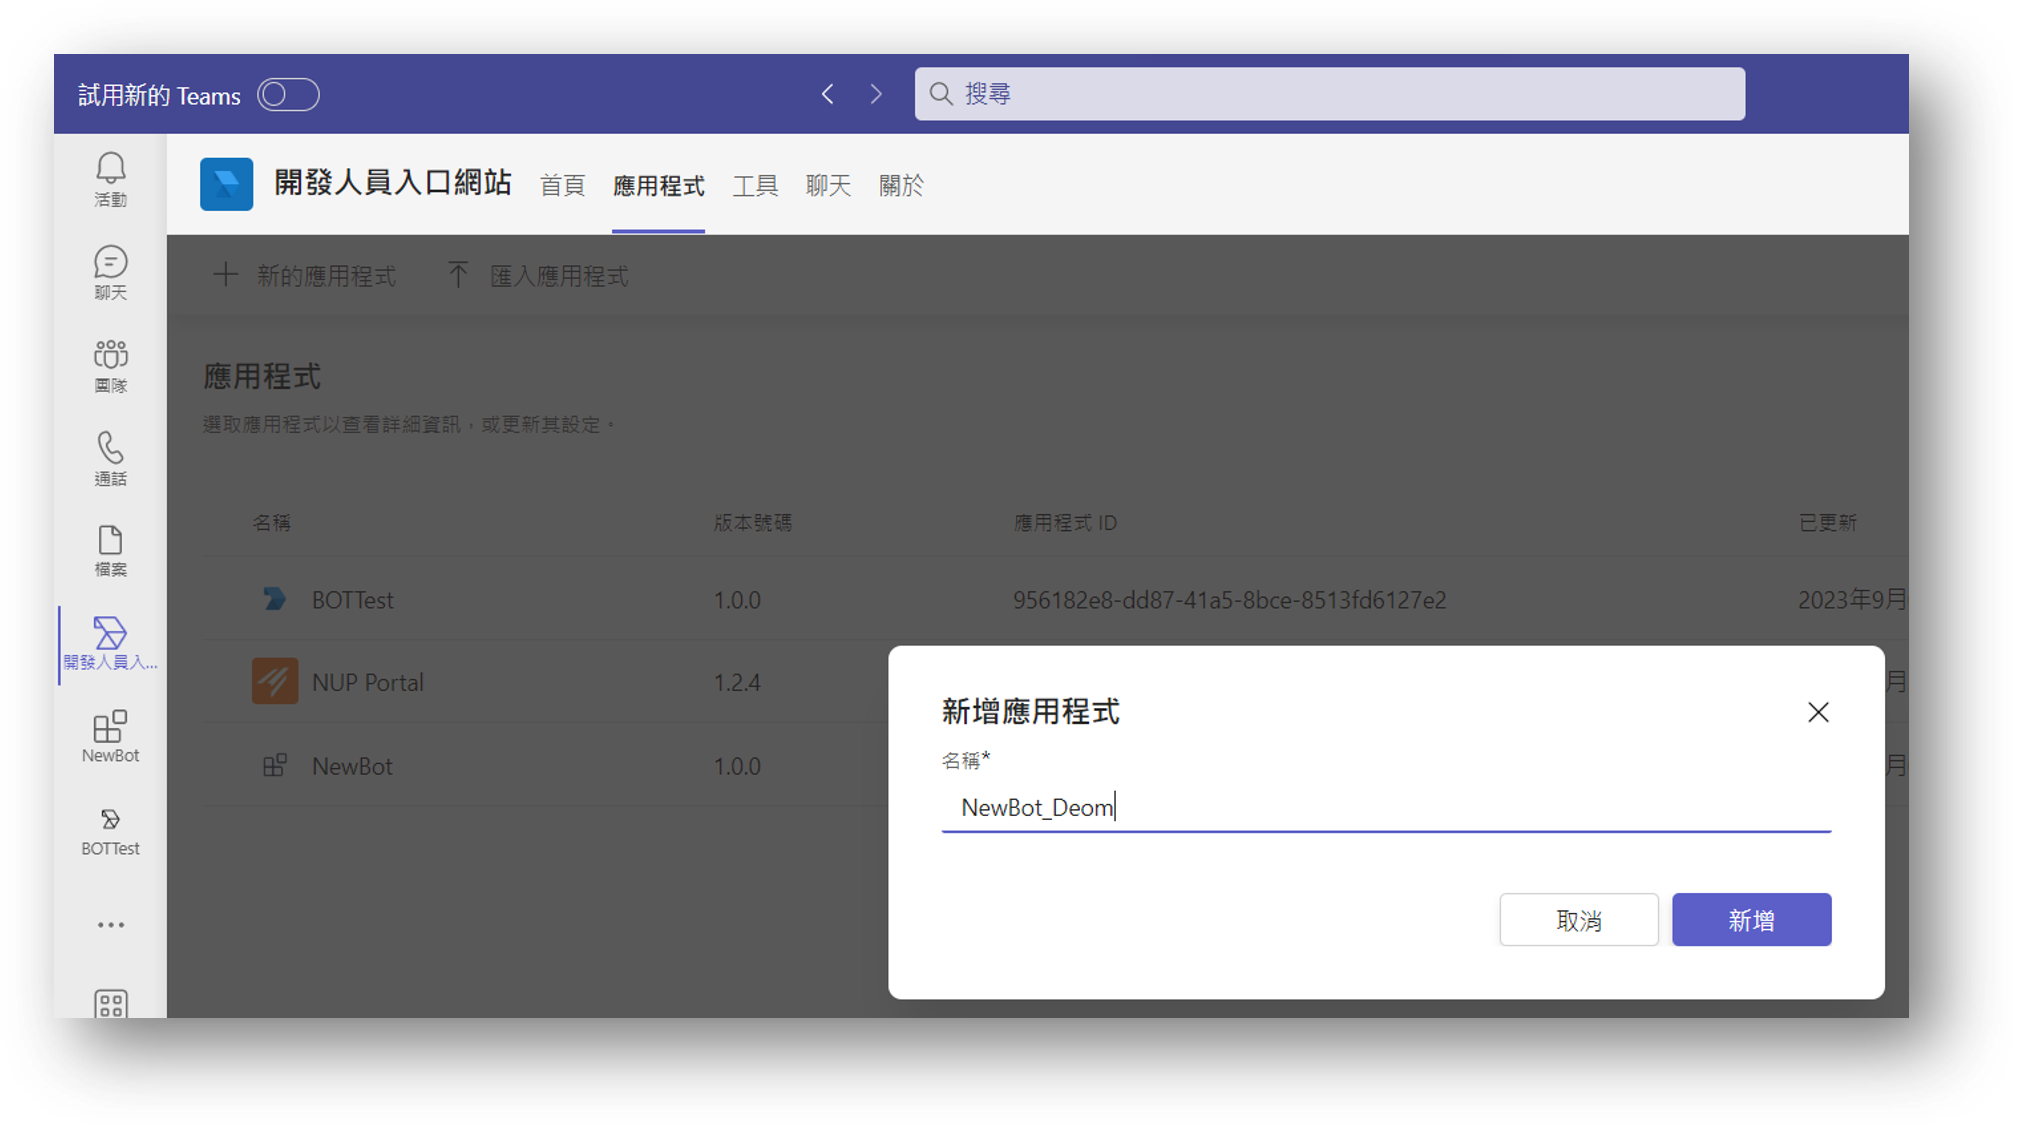 試用新的 Teams
搜尋
活動
聊天
團隊
通話
檔案
開發人員入...
NewBot
BOTTest
開發人員入口網站 首頁 應用程式 工具 聊天 關於
新的應用程式 匯入應用程式
應用程式
選取應用程式以查看詳細資訊，或更新其設定。
名稱 版本號碼 應用程式 ID 已更新
BOTTest 1.0.0 956182e8-dd87-41a5-8bce-8513fd6127e2 2023年9月
NUP Portal 1.2.4 月
NewBot 1.0.0 月
新增應用程式
名稱*
NewBot_Deom
取消 新增